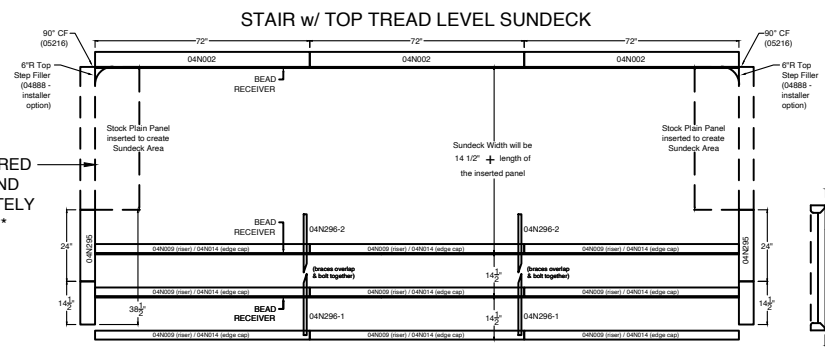 STAIR w/ TOP TREAD LEVEL SUNDECK
90° CF
(05216)
72"
72"
72"
90° CF
(05216)
04N002
04N002
04N002
6"R Top
Step Filler
(04888 -
installer
option)
BEAD
RECEIVER
6"R Top
Step Filler
(04888 -
installer
option)
Stock Plain Panel
inserted to create
Sundeck Area
Sundeck Width will be
14 1/2" + length of
the inserted panel
Stock Plain Panel
inserted to create
Sundeck Area
RED
ND
TELY
*
24"
04N295
BEAD
RECEIVER
04N296-2
04N296-2
04N295
24"
04N009 (riser) / 04N014 (edge cap)
04N009 (riser) / 04N014 (edge cap)
04N009 (riser) / 04N014 (edge cap)
(braces overlap
& bolt together)
14½"
(braces overlap
& bolt together)
04N009 (riser) / 04N014 (edge cap)
04N009 (riser) / 04N014 (edge cap)
04N009 (riser) / 04N014 (edge cap)
14½"
38½"
BEAD
RECEIVER
04N296-1
14½"
04N296-1
14½"
04N009 (riser) / 04N014 (edge cap)
04N009 (riser) / 04N014 (edge cap)
04N009 (riser) / 04N014 (edge cap)